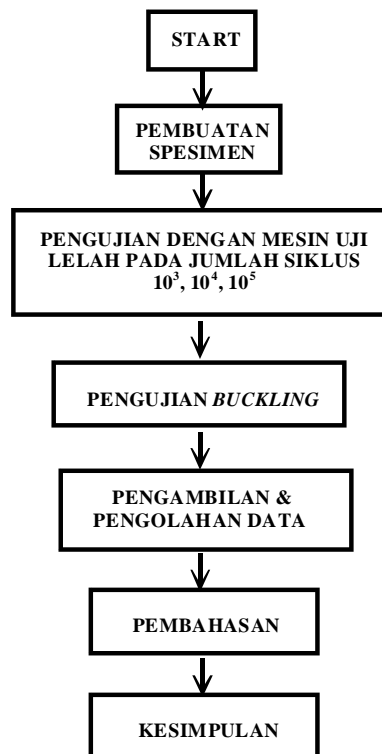 START
PEMBUATAN
SPESIMEN
PENGUJIAN DENGAN MESIN UJI
LELAH PADA JUMLAH SIKLUS
10³, 10⁴, 10⁵
PENGUJIAN BUCKLING
PENGAMBILAN &
PENGOLAHAN DATA
PEMBAHASAN
KESIMPULAN